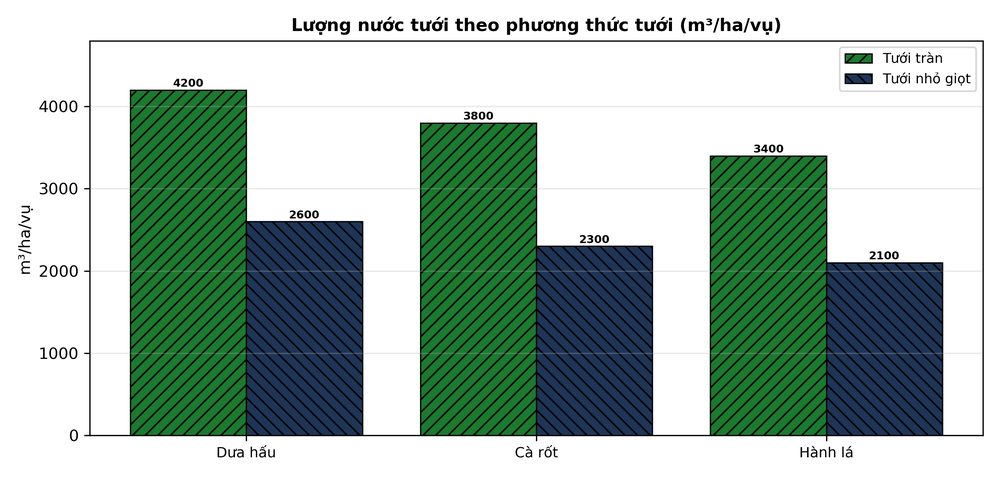 Lượng nước tưới theo phương thức tưới (m³/ha/vụ)
Tưới tràn
Tưới nhỏ giọt
m³/ha/vụ
4000
3000
2000
1000
0
4200
2600
3800
2300
3400
2100
Dưa hấu
Cà rốt
Hành lá